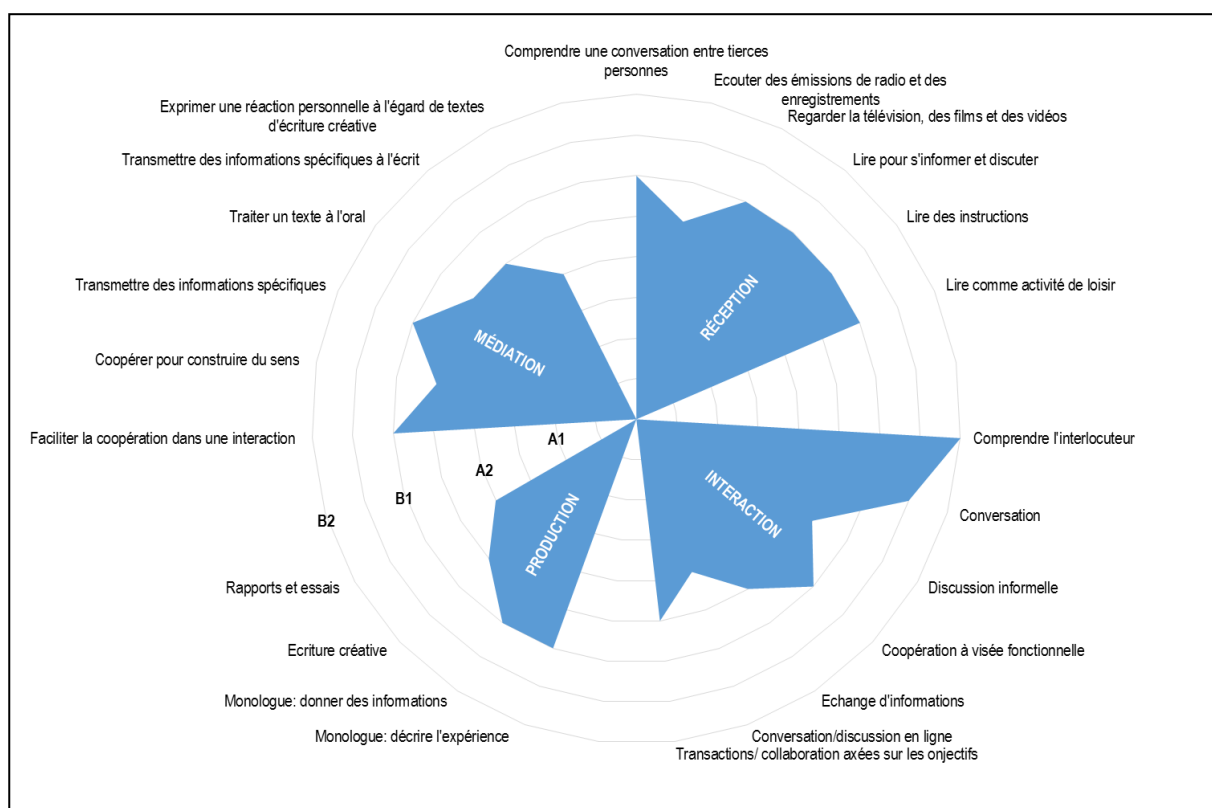 Comprendre une conversation entre tierces
personnes
Ecouter des émissions de radio et des
enregistrements
Regarder la télévision, des films et des vidéos
Lire pour s'informer et discuter
Lire des instructions
Lire comme activité de loisir
Comprendre l'interlocuteur
Conversation
Discussion informelle
Coopération à visée fonctionnelle
Echange d'informations
Conversation/discussion en ligne
Transactions/ collaboration axées sur les onjectifs
Monologue: décrire l'expérience
Monologue: donner des informations
Ecriture créative
Rapports et essais
Faciliter la coopération dans une interaction
Coopérer pour construire du sens
Transmettre des informations spécifiques
Traiter un texte à l'oral
Transmettre des informations spécifiques à l'écrit
Exprimer une réaction personnelle à l'égard de textes
d'écriture créative
RÉCEPTION
INTERACTION
PRODUCTION
MÉDIATION
A1
A2
B1
B2